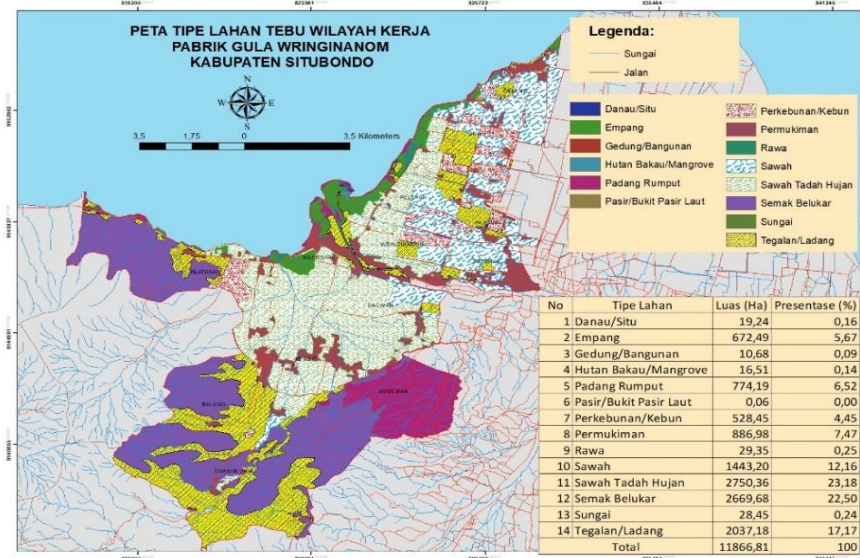 PETA TIPE LAHAN TEBU WILAYAH KERJA
PABRIK GULA WRINGINANOM
KABUPATEN SITUBONDO
N
W E
S
3,5 1,75 0 3,5 Kilometers
Legenda:
Sungai
Jalan
Danau/Situ
Empang
Gedung/Bangunan
Hutan Bakau/Mangrove
Padang Rumput
Pasir/Bukit Pasir Laut
Perkebunan/Kebun
Permukiman
Rawa
Sawah
Sawah Tadah Hujan
Semak Belukar
Sungai
Tegalan/Ladang
No Tipe Lahan Luas (Ha) Presentase (%)
1 Danau/Situ 19,24 0,16
2 Empang 672,49 5,67
3 Gedung/Bangunan 10,68 0,09
4 Hutan Bakau/Mangrove 16,51 0,14
5 Padang Rumput 774,19 6,52
6 Pasir/Bukit Pasir Laut 0,06 0,00
7 Perkebunan/Kebun 528,45 4,45
8 Permukiman 886,98 7,47
9 Rawa 29,35 0,25
10 Sawah 1443,20 12,16
11 Sawah Tadah Hujan 2750,36 23,18
12 Semak Belukar 2669,68 22,50
13 Sungai 28,45 0,24
14 Tegalan/Ladang 2037,18 17,17
Total 11866,81 100